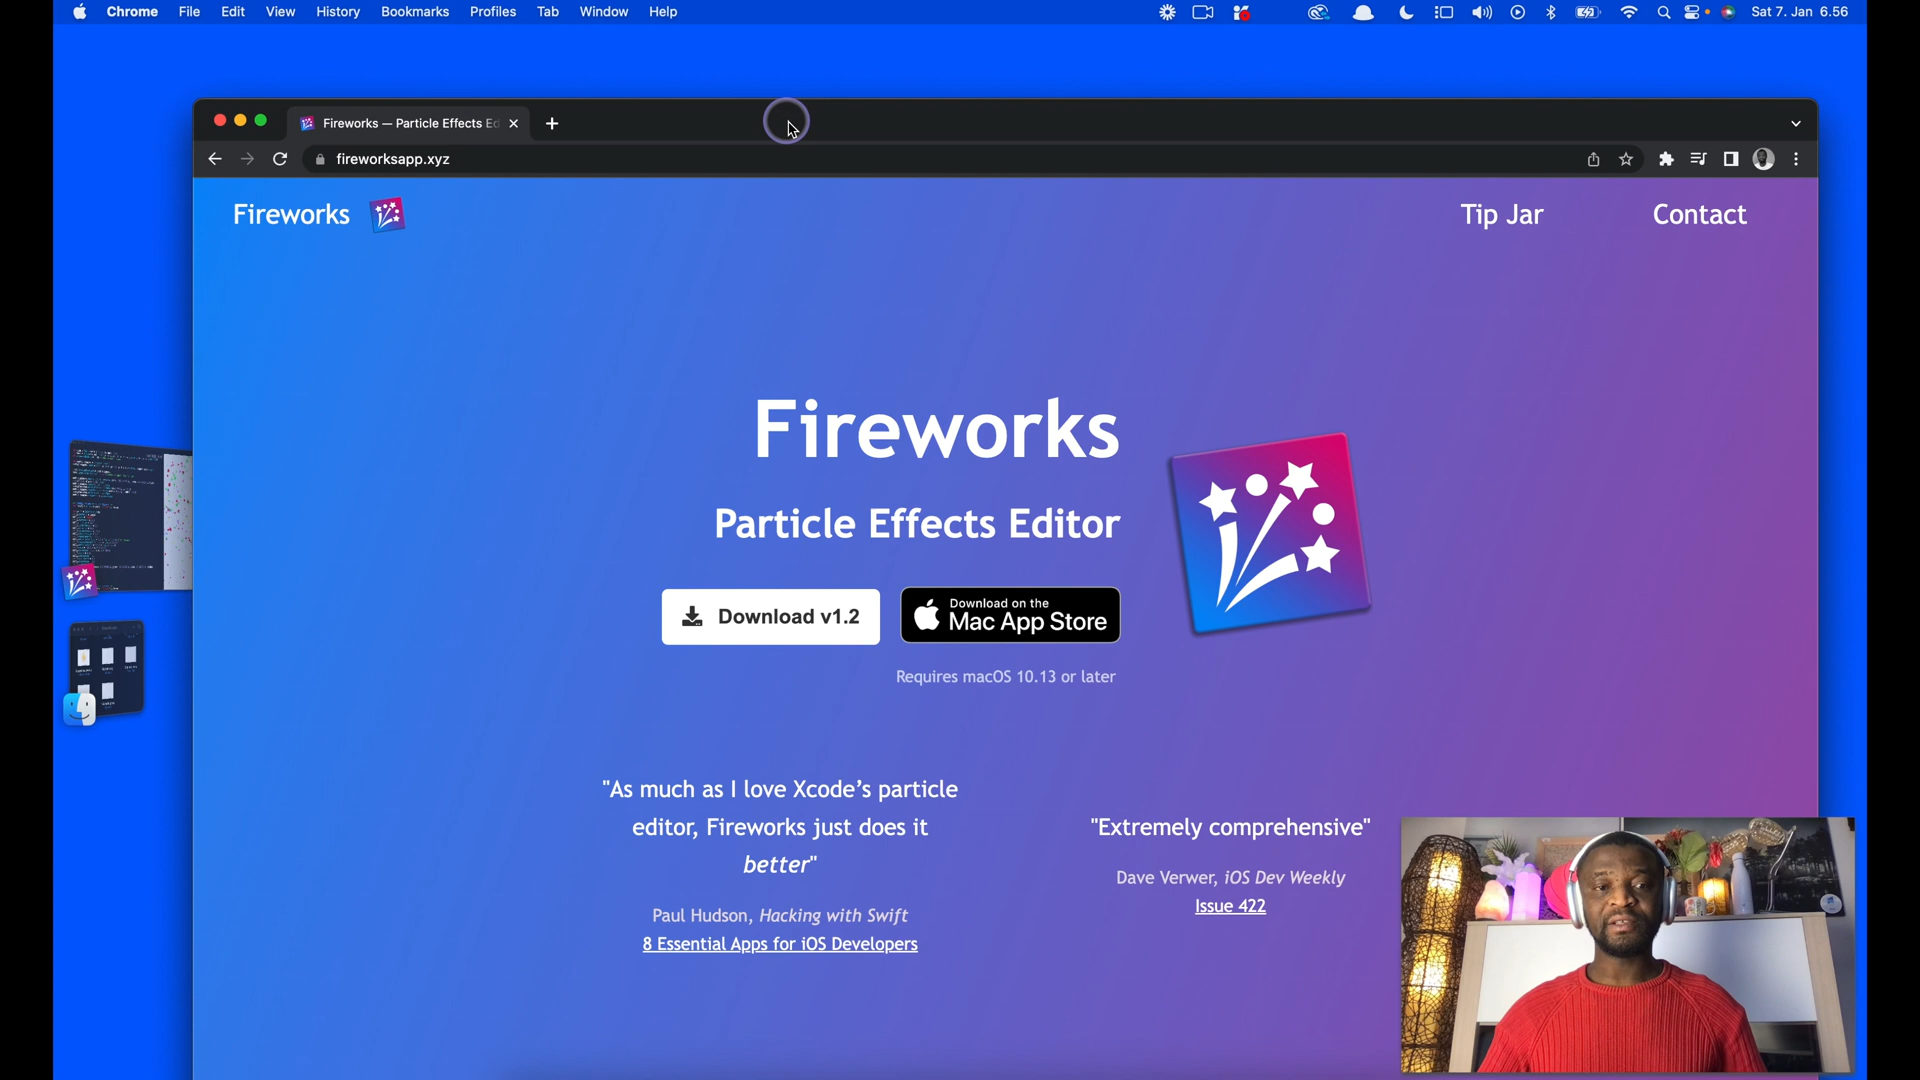 Chrome File Edit View History Bookmarks Profiles Tab Window Help Sat 7. Jan 6.56
Fireworks — Particle Effects Ed
fireworksapp.xyz
Fireworks Tip Jar Contact
Fireworks
Particle Effects Editor
Download v1.2
Download on the
Mac App Store
Requires macOS 10.13 or later
"As much as I love Xcode’s particle
editor, Fireworks just does it
better"
Paul Hudson, Hacking with Swift
8 Essential Apps for iOS Developers
"Extremely comprehensive"
Dave Verwer, iOS Dev Weekly
Issue 422